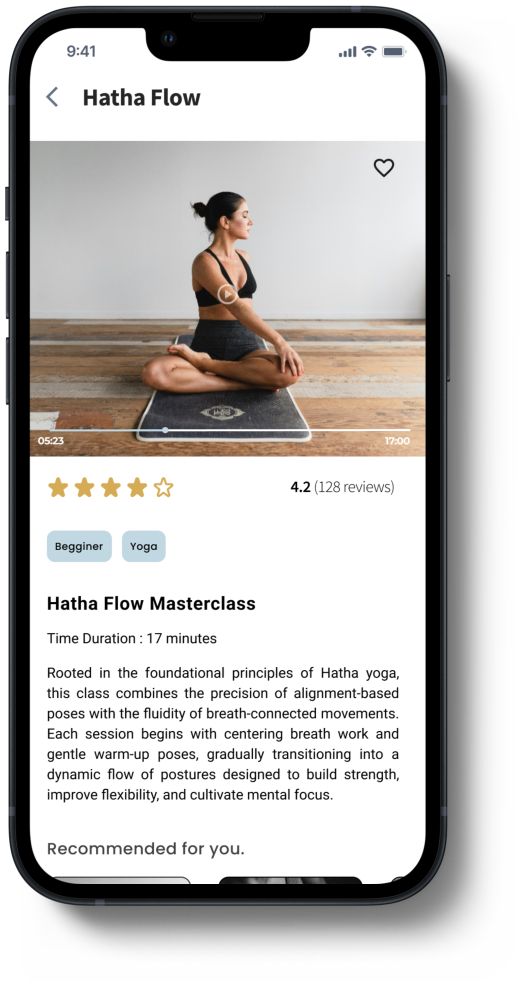 9:41
Hatha Flow
05:23
17:00
4.2 (128 reviews)
Begginer
Yoga
Hatha Flow Masterclass
Time Duration : 17 minutes
Rooted in the foundational principles of Hatha yoga,
this class combines the precision of alignment-based
poses with the fluidity of breath-connected movements.
Each session begins with centering breath work and
gentle warm-up poses, gradually transitioning into a
dynamic flow of postures designed to build strength,
improve flexibility, and cultivate mental focus.
Recommended for you.